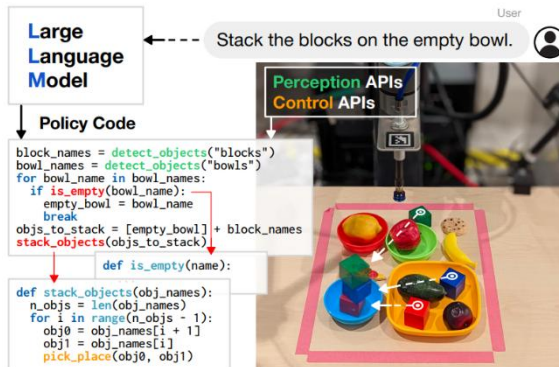 User
Stack the blocks on the empty bowl.
Large
Language
Model
Policy Code
Perception APIs
Control APIs
block_names = detect_objects("blocks")
bowl_names = detect_objects("bowls")
for bowl_name in bowl_names:
if is_empty(bowl_name):
empty_bowl = bowl_name
break
objs_to_stack = [empty_bowl] + block_names
stack_objects(objs_to_stack)
def is_empty(name):
def stack_objects(obj_names):
n_objs = len(obj_names)
for i in range(n_objs - 1):
obj0 = obj_names[i + 1]
obj1 = obj_names[i]
pick_place(obj0, obj1)